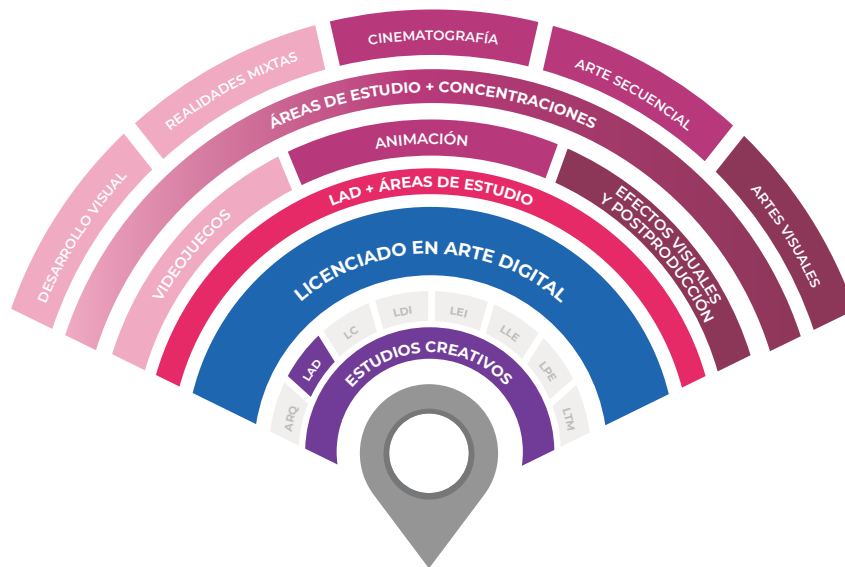 DESARROLLO VISUAL
REALIDADES MIXTAS
CINEMATOGRAFÍA
ARTE SECUENCIAL
ARTES VISUALES
ÁREAS DE ESTUDIO + CONCENTRACIONES
VIDEOJUEGOS
ANIMACIÓN
EFECTOS VISUALES
Y POSTPRODUCCIÓN
LAD + ÁREAS DE ESTUDIO
LICENCIADO EN ARTE DIGITAL
ARQ
LAD
LC
LDI
LEI
LLE
LPE
LTM
ESTUDIOS CREATIVOS